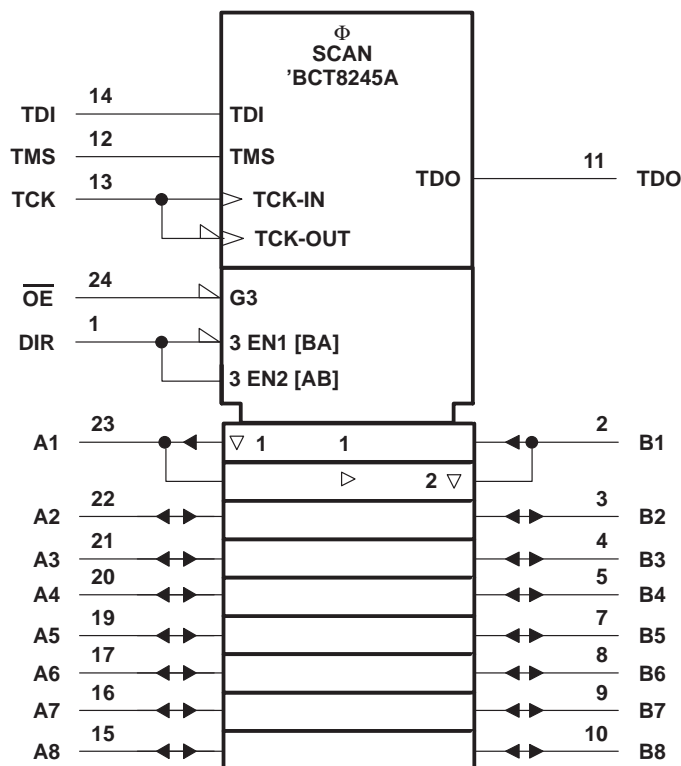 Φ
SCAN
'BCT8245A
TDI 14 TDI
TMS 12 TMS
TDO 11 TDO
TCK 13 TCK-IN
TCK-OUT
OE 24 G3
DIR 1 3 EN1 [BA]
3 EN2 [AB]
A1 23 1 1 2 B1
2
A2 22 3 B2
A3 21 4 B3
A4 20 5 B4
A5 19 7 B5
A6 17 8 B6
A7 16 9 B7
A8 15 10 B8